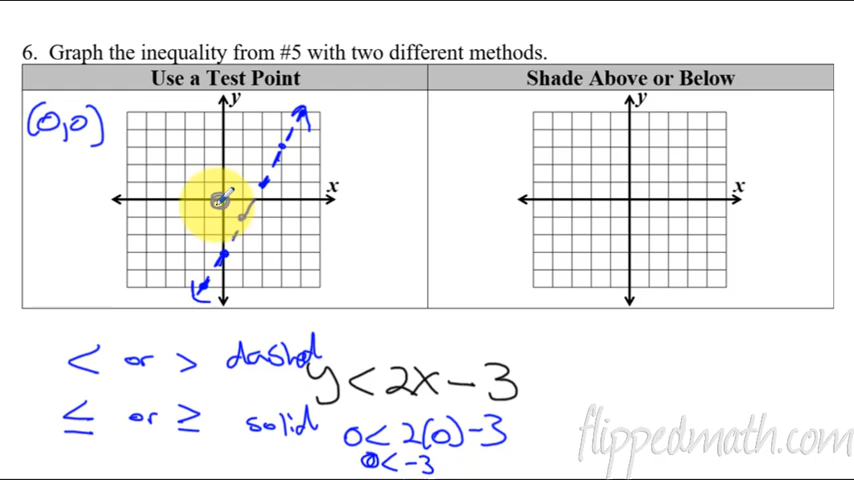 6. Graph the inequality from #5 with two different methods.
Use a Test Point
Shade Above or Below
(0,0)
y
x
y
x
< or > dashed
y < 2x - 3
≤ or ≥ solid
0 < 2(0) - 3
0 < -3
flippedmath.com